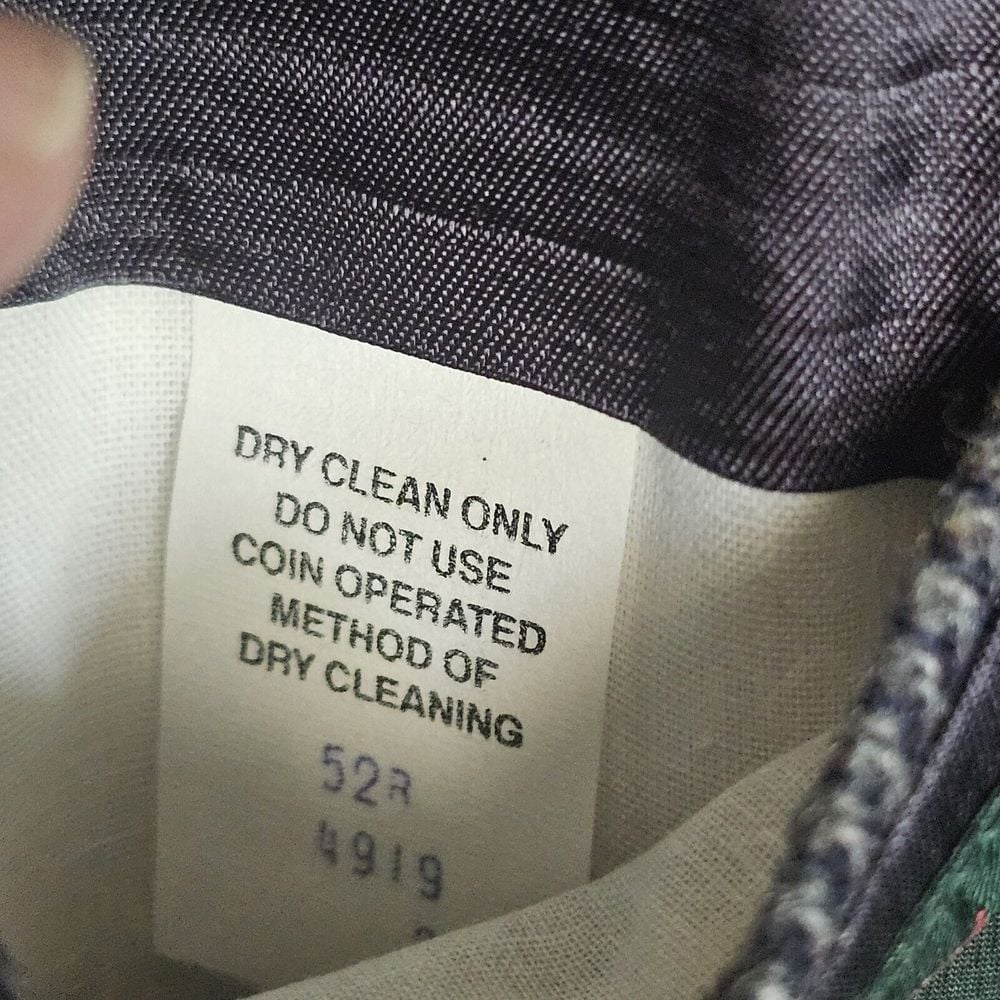 DRY CLEAN ONLY
DO NOT USE
COIN OPERATED
METHOD OF
DRY CLEANING
52R
4919